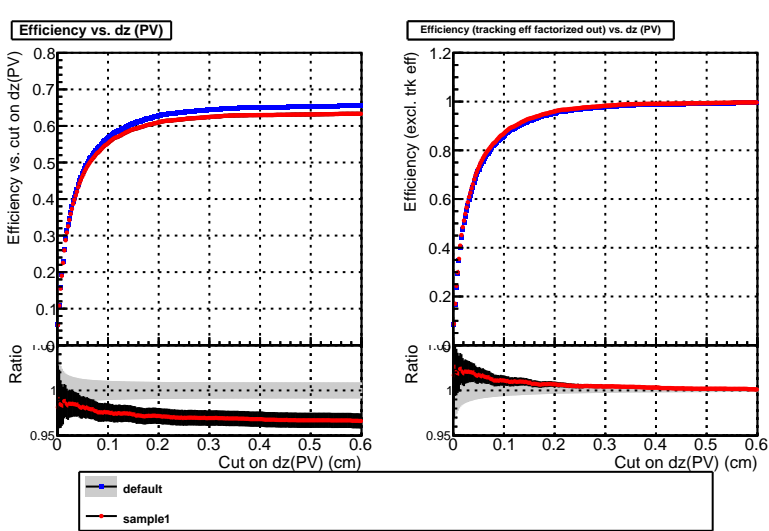 Efficiency vs. dz (PV)
Efficiency vs. cut on dz(PV)
0.8
0.7
0.6
0.5
0.4
0.3
0.2
0.1
0
Ratio
1
0.95
0 0.1 0.2 0.3 0.4 0.5 0.6
Cut on dz(PV) (cm)
Efficiency (tracking eff factorized out) vs. dz (PV)
Efficiency (excl. trk eff)
1.2
1
0.8
0.6
0.4
0.2
0
Ratio
1
0.95
0 0.1 0.2 0.3 0.4 0.5 0.6
Cut on dz(PV) (cm)
default
sample1